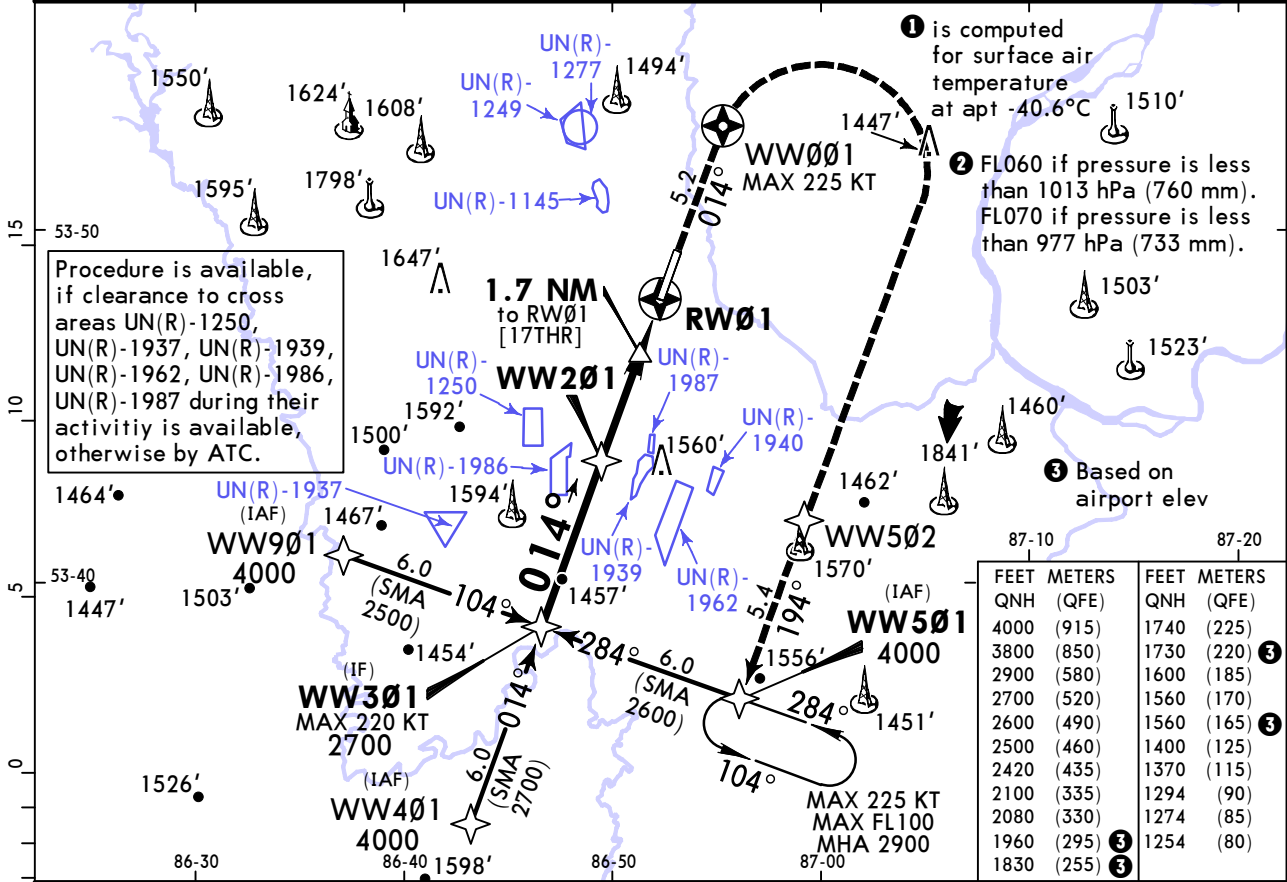 ❶ is computed
for surface air
temperature
at apt -40.6°C
UN(R)-
1277
UN(R)-
1249
1494'
1550'
1624'
1608'
1447'
1510'
WWØØ1
MAX 225 KT
❷ FL060 if pressure is less
than 1013 hPa (760 mm).
FL070 if pressure is less
than 977 hPa (733 mm).
1595'
1798'
UN(R)-1145
5.2
014°
15
53-50
Procedure is available,
if clearance to cross
areas UN(R)-1250,
UN(R)-1937, UN(R)-1939,
UN(R)-1962, UN(R)-1986,
UN(R)-1987 during their
activitiy is available,
otherwise by ATC.
1647'
1.7 NM
to RWØ1
[17THR]
RWØ1
1503'
1523'
UN(R)-
1250
WW2Ø1
UN(R)-
1987
10
1592'
1500'
1560'
UN(R)-
1940
1460'
1841'
UN(R)-1986
❸ Based on
airport elev
1464'
UN(R)-1937
1594'
1462'
1467'
(IAF)
WW9Ø1
4000
014°
UN(R)-
1939
UN(R)-
1962
WW5Ø2
1570'
87-10
87-20
53-40
5
1447'
1503'
6.0
(SMA
2500)
104°
1457'
5.4
194°
(IAF)
WW5Ø1
4000
1454'
(IF)
WW3Ø1
MAX 220 KT
2700
284°
6.0
(SMA
2600)
1556'
284°
1451'
104°
014°
6.0
(SMA
2700)
0
1526'
(IAF)
WW4Ø1
4000
MAX 225 KT
MAX FL100
MHA 2900
86-30
86-40
1598'
86-50
87-00
FEET METERS FEET METERS
QNH (QFE) QNH (QFE)
4000 (915) 1740 (225)
3800 (850) 1730 (220) ❸
2900 (580) 1600 (185)
2700 (520) 1560 (170)
2600 (490) 1560 (165) ❸
2500 (460) 1400 (125)
2420 (435) 1370 (115)
2100 (335) 1294 (90)
2080 (330) 1274 (85)
1960 (295) ❸ 1254 (80)
1830 (255) ❸